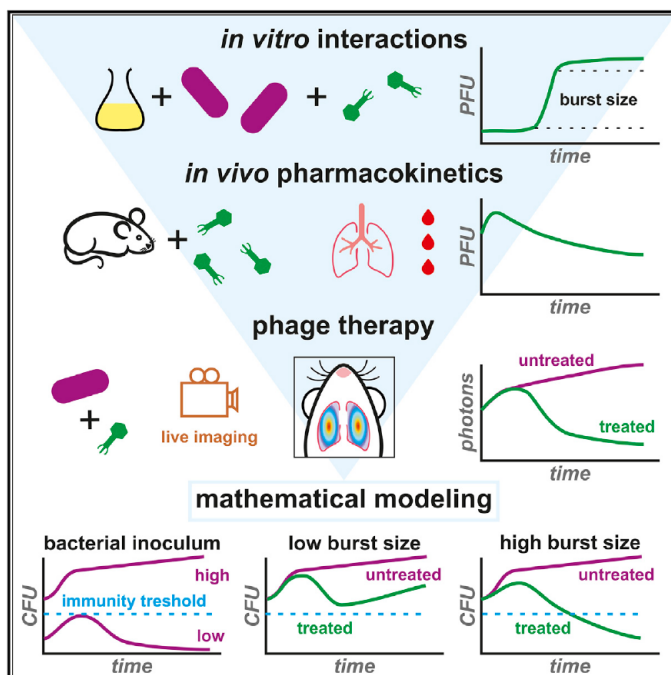 in vitro interactions
PFU
burst size
time
in vivo pharmacokinetics
PFU
time
phage therapy
live imaging
photons
untreated
treated
time
mathematical modeling
bacterial inoculum
CFU
high
immunity treshold
low
time
low burst size
CFU
untreated
treated
time
high burst size
CFU
untreated
treated
time